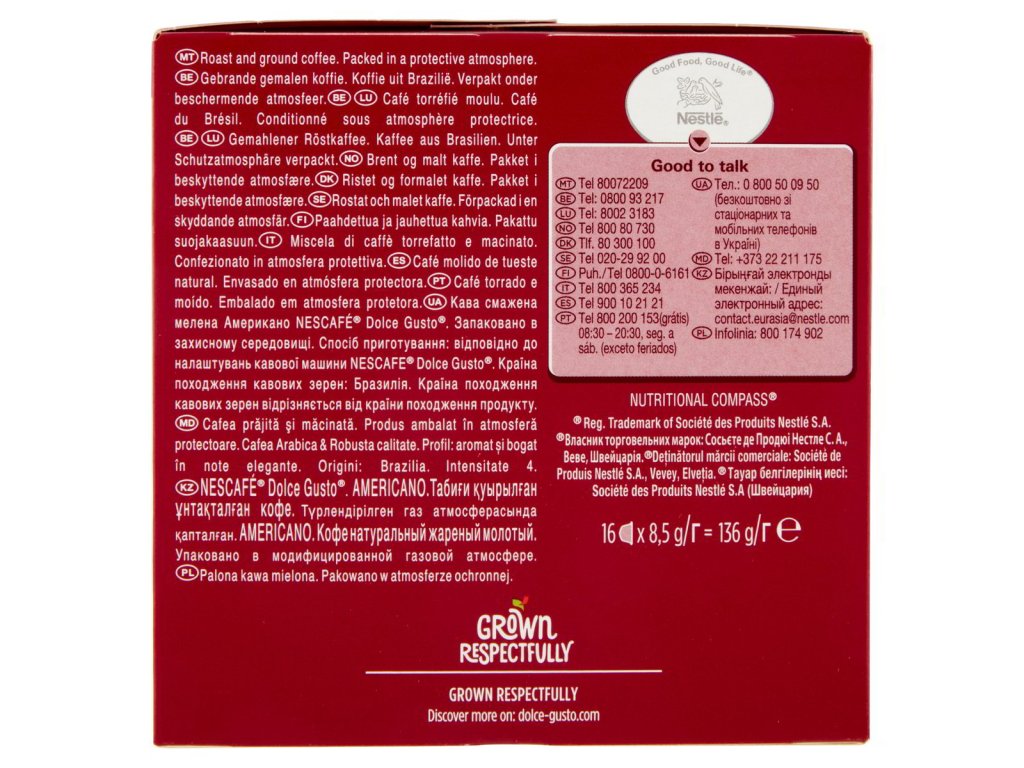 MT Roast and ground coffee. Packed in a protective atmosphere.
BE Gebrande gemalen koffie. Koffie uit Brazilië. Verpakt onder
beschermende atmosfeer. BE LU Café torréfié moulu. Café
du Brésil. Conditionné sous atmosphère protectrice.
BE LU Gemahlener Röstkaffee. Kaffee aus Brasilien. Unter
Schutzatmosphäre verpackt. NO Brent og malt kaffe. Pakket i
beskyttende atmosfære. DK Ristet og formalet kaffe. Pakket i
beskyttende atmosfære. SE Rostat och malet kaffe. Förpackad i en
skyddande atmosfär. FI Paahdettua ja jauhettua kahvia. Pakattu
suojakaasuun. IT Miscela di caffè torrefatto e macinato.
Confezionato in atmosfera protettiva. ES Café molido de tueste
natural. Envasado en atmósfera protectora. PT Café torrado e
moído. Embalado em atmosfera protetora. UA Кава смажена
мелена Американо NESCAFÉ® Dolce Gusto®. Запаковано в
захисному середовищі. Спосіб приготування: відповідно до
налаштувань кавової машини NESCAFE® Dolce Gusto®. Країна
походження кавових зерен: Бразилія. Країна походження
кавових зерен відрізняється від країни походження продукту.
MD Cafea prăjită şi măcinată. Produs ambalat în atmosferă
protectoare. Cafea Arabica & Robusta calitate. Profil: aromat și bogat
în note elegante. Origini: Brazilia. Intensitate 4.
KZ NESCAFÉ® Dolce Gusto®. AMERICANO. Табиғи қуырылған
ұнтақталған кофе. Түрлендірілген газ атмосферасында
қапталған. AMERICANO. Кофе натуральный жареный молотый.
Упаковано в модифицированной газовой атмосфере.
PL Palona kawa mielona. Pakowano w atmosferze ochronnej.
Good Food, Good Life®
Nestlé®
Good to talk
MT Tel 80072209
BE Tel: 0800 93 217
LU Tel: 8002 3183
NO Tel 800 80 730
DK Tlf. 80 300 100
SE Tel 020-29 92 00
FI Puh./Tel 0800-0-6161
IT Tel 800 365 234
ES Tel 900 10 21 21
PT Tel 800 200 153(grátis)
08:30 – 20:30, seg. a
sáb. (exceto feriados)
UA Тел.: 0 800 50 09 50
(безкоштовно зі
стаціонарних та
мобільних телефонів
в Україні)
MD Tel: +373 22 211 175
KZ Бірыңғай электронды
мекенжай: / Единый
электронный адрес:
contact.eurasia@nestle.com
PL Infolinia: 800 174 902
NUTRITIONAL COMPASS®
® Reg. Trademark of Société des Produits Nestlé S.A.
®Власник торговельних марок: Сосьєте де Продюі Нестле С. А.,
Веве, Швейцарія. ®Deținătorul mărcii comerciale: Société de
Produis Nestlé S.A., Vevey, Elveția. ® Тауар белгілерінің иесі:
Société des Produits Nestlé S.A (Швейцария)
16 x 8,5 g/г = 136 g/г e
GROWN
RESPECTFULLY
GROWN RESPECTFULLY
Discover more on: dolce-gusto.com